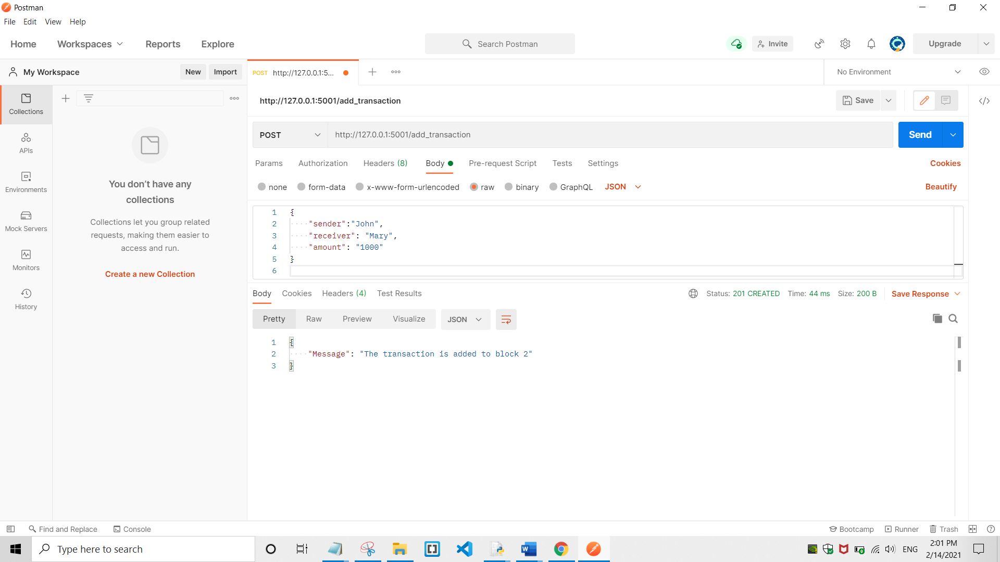 Postman
File Edit View Help
Home Workspaces Reports Explore Search Postman Invite Upgrade
My Workspace New Import POST http://127.0.0.1:5... No Environment
http://127.0.0.1:5001/add_transaction Save
POST http://127.0.0.1:5001/add_transaction Send
Params Authorization Headers (8) Body Pre-request Script Tests Settings Cookies
none form-data x-www-form-urlencoded raw binary GraphQL JSON Beautify
1 {
2 "sender":"John",
3 "receiver": "Mary",
4 "amount": "1000"
5 }
6
Body Cookies Headers (4) Test Results Status: 201 CREATED Time: 44 ms Size: 200 B Save Response
Pretty Raw Preview Visualize JSON
1 {
2 "Message": "The transaction is added to block 2"
3 }
Collections
APIs
Environments
Mock Servers
Monitors
History
You don't have any
collections
Collections let you group related
requests, making them easier to
access and run.
Create a new Collection
Find and Replace Console Bootcamp Runner Trash
Type here to search ENG 2:01 PM
2/14/2021